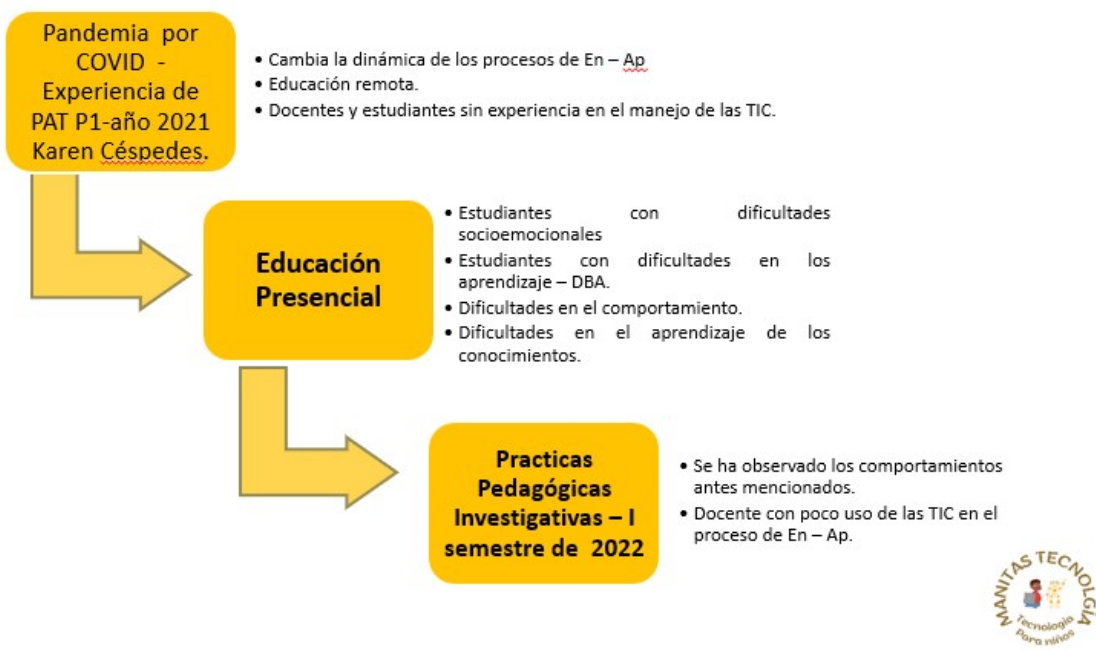 Pandemia por
COVID -
Experiencia de
PAT P1-año 2021
Karen Céspedes.
• Cambia la dinámica de los procesos de En – Ap
• Educación remota.
• Docentes y estudiantes sin experiencia en el manejo de las TIC.
Educación
Presencial
• Estudiantes con dificultades
socioemocionales
• Estudiantes con dificultades en los
aprendizaje – DBA.
• Dificultades en el comportamiento.
• Dificultades en el aprendizaje de los
conocimientos.
Practicas
Pedagógicas
Investigativas – I
semestre de 2022
• Se ha observado los comportamientos
antes mencionados.
• Docente con poco uso de las TIC en el
proceso de En – Ap.
MANITAS TECNOLGÍA
Tecnología
Para niños